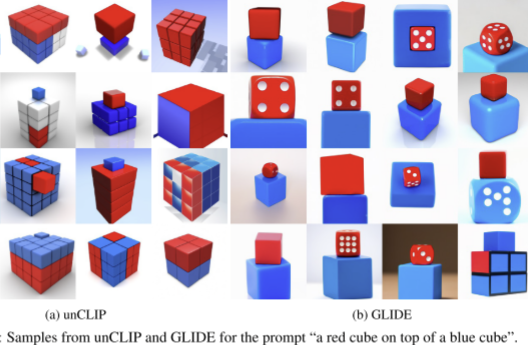 (a) unCLIP
(b) GLIDE
: Samples from unCLIP and GLIDE for the prompt “a red cube on top of a blue cube”.